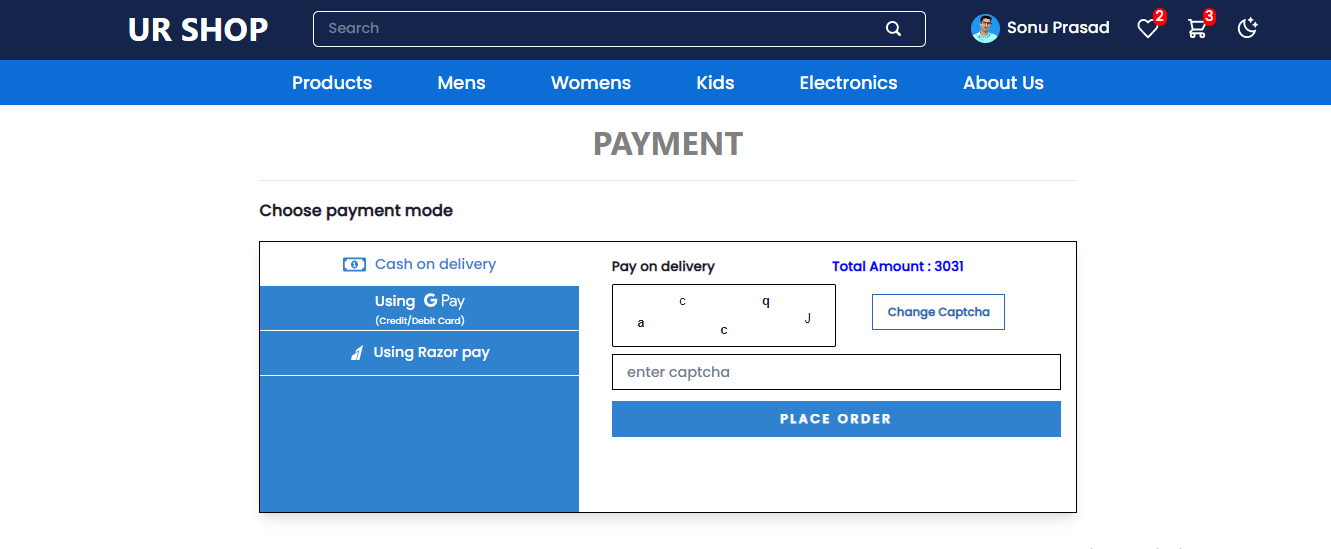 UR SHOP
Search
Sonu Prasad
2
3
Products Mens Womens Kids Electronics About Us
PAYMENT
Choose payment mode
Cash on delivery
Using G Pay
(Credit/Debit Card)
Using Razor pay
Pay on delivery
Total Amount : 3031
a c c q J
Change Captcha
enter captcha
PLACE ORDER